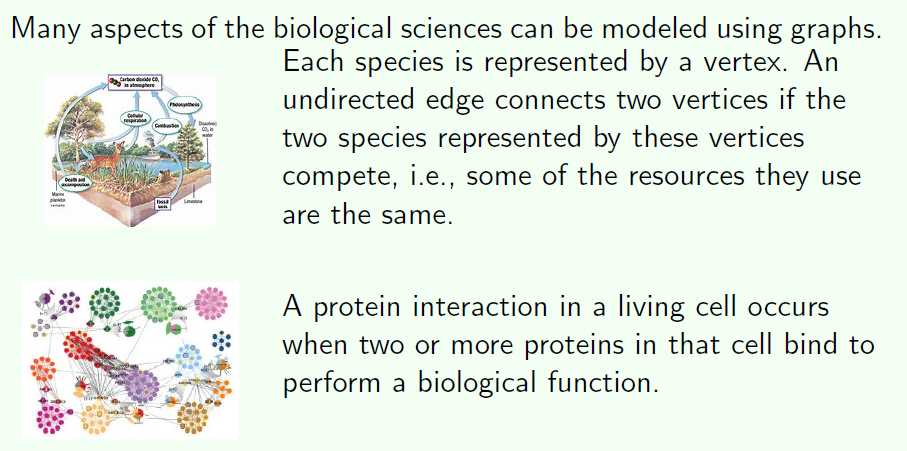 Many aspects of the biological sciences can be modeled using graphs.
Each species is represented by a vertex. An
undirected edge connects two vertices if the
two species represented by these vertices
compete, i.e., some of the resources they use
are the same.
Carbon dioxide CO₂
in atmosphere
Photosynthesis
Cellular
respiration
Combustion
Dissolved
CO₂ in
water
Death and
decomposition
Marine
plankton
remains
Fossil
fuels
Limestone
A protein interaction in a living cell occurs
when two or more proteins in that cell bind to
perform a biological function.